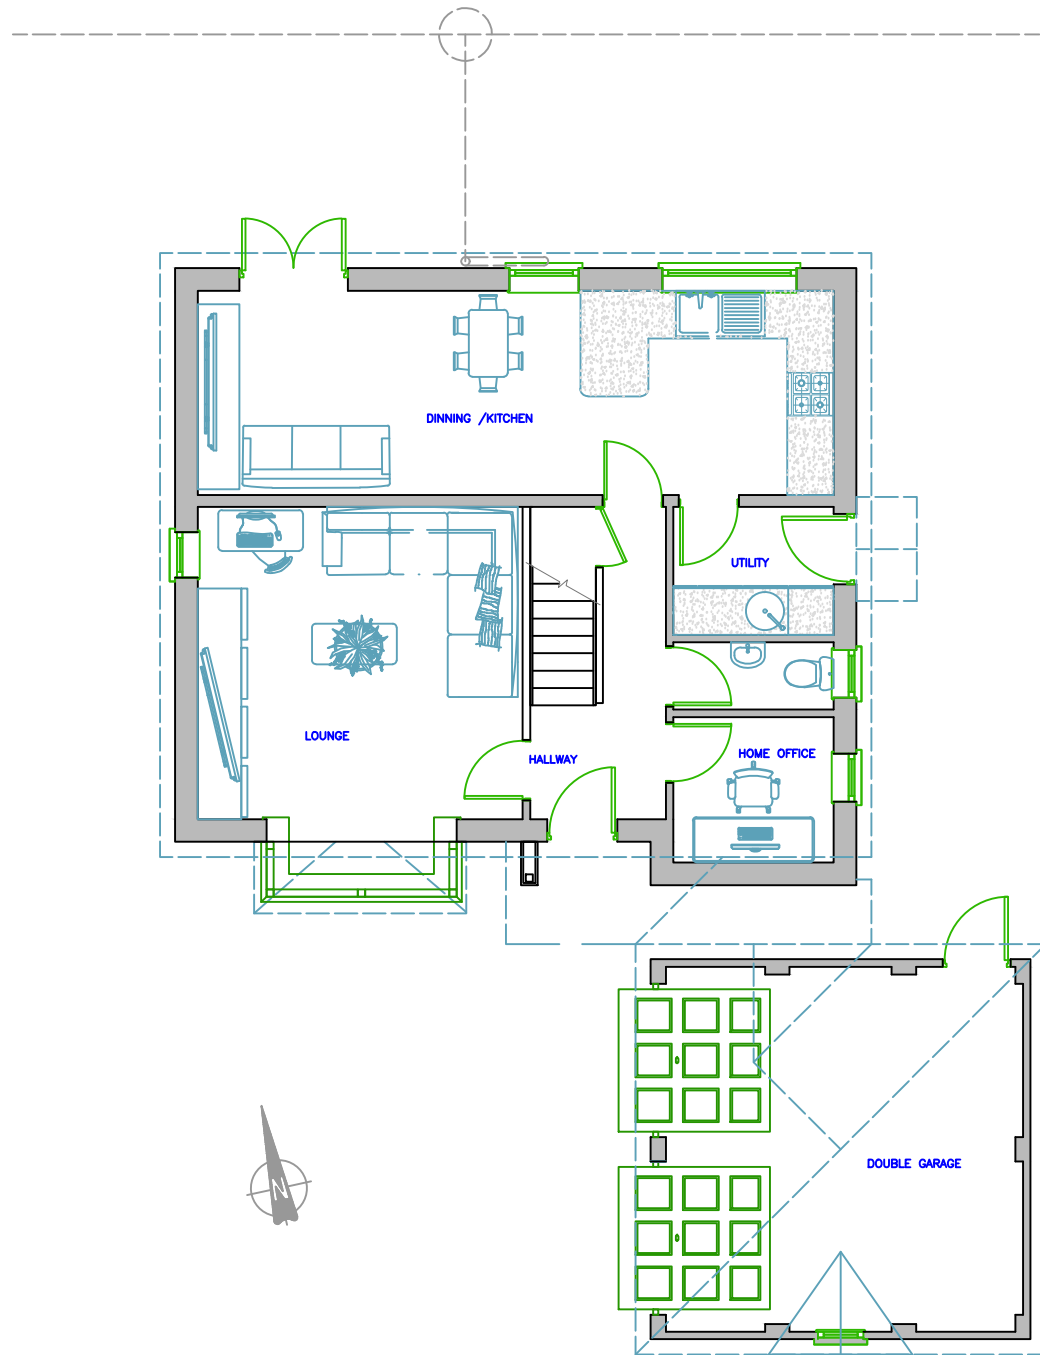 DINNING /KITCHEN
UTILITY
LOUNGE
HALLWAY
HOME OFFICE
DOUBLE GARAGE
N